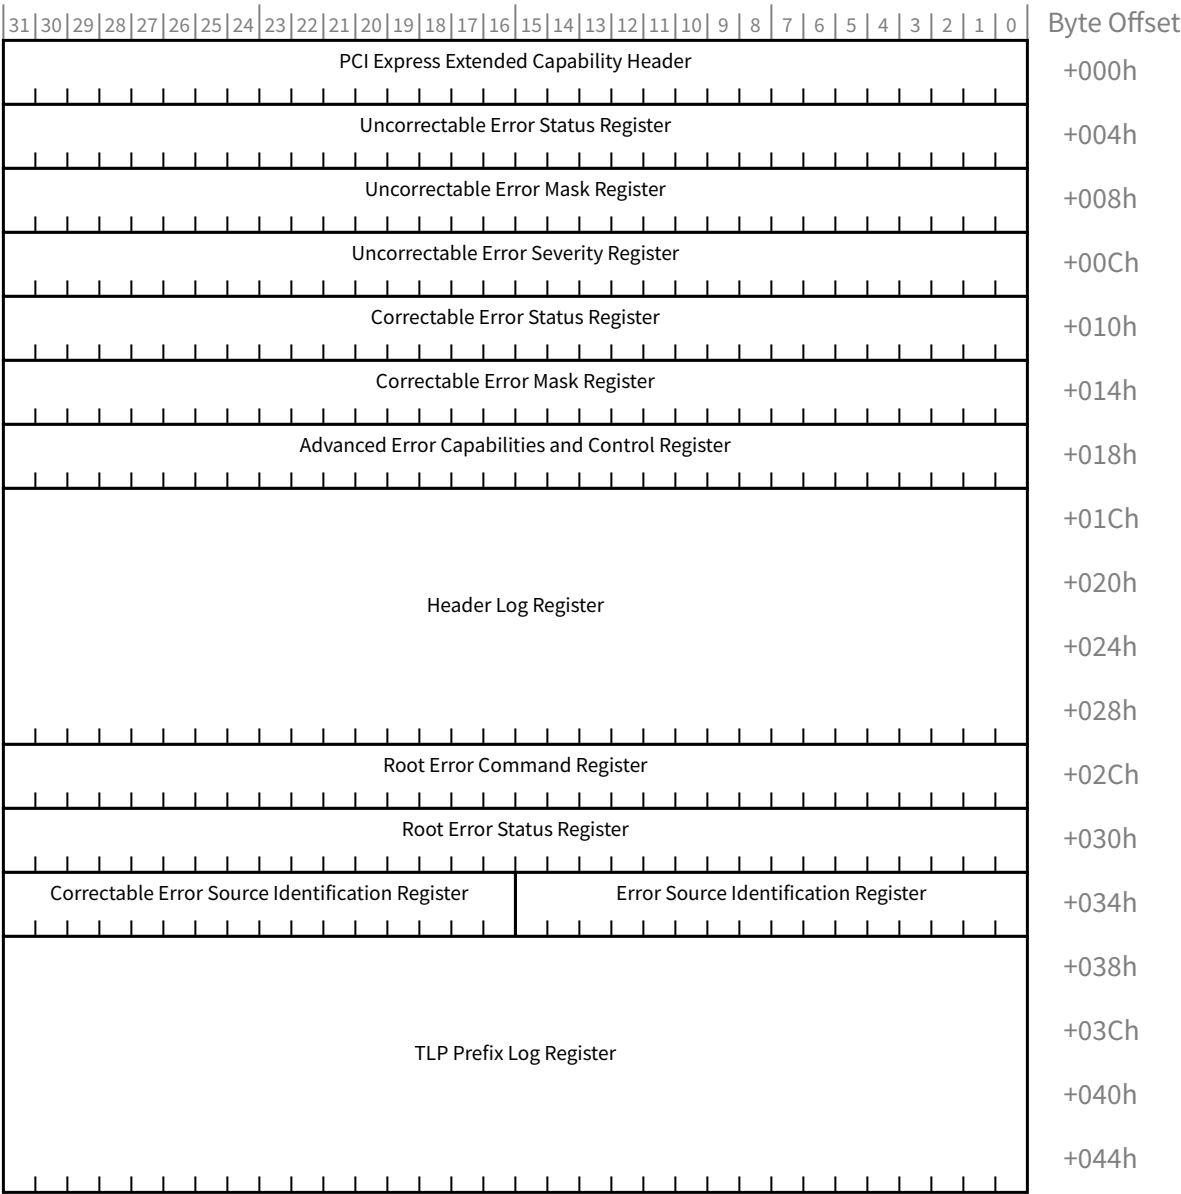 31 30 29 28 27 26 25 24 23 22 21 20 19 18 17 16 15 14 13 12 11 10 9 8 7 6 5 4 3 2 1 0 Byte Offset
PCI Express Extended Capability Header +000h
Uncorrectable Error Status Register +004h
Uncorrectable Error Mask Register +008h
Uncorrectable Error Severity Register +00Ch
Correctable Error Status Register +010h
Correctable Error Mask Register +014h
Advanced Error Capabilities and Control Register +018h
+01Ch
+020h
Header Log Register
+024h
+028h
Root Error Command Register +02Ch
Root Error Status Register +030h
Correctable Error Source Identification Register Error Source Identification Register +034h
+038h
+03Ch
TLP Prefix Log Register
+040h
+044h